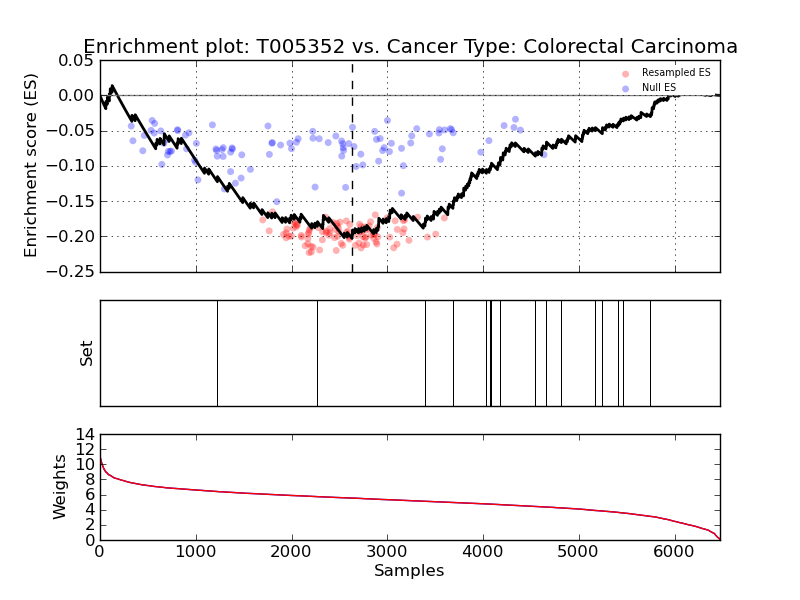 Enrichment plot: T005352 vs. Cancer Type: Colorectal Carcinoma
Enrichment score (ES)
0.05
0.00
−0.05
−0.10
−0.15
−0.20
−0.25
Resampled ES
Null ES
Set
Weights
14
12
10
8
6
4
2
0
0 1000 2000 3000 4000 5000 6000
Samples